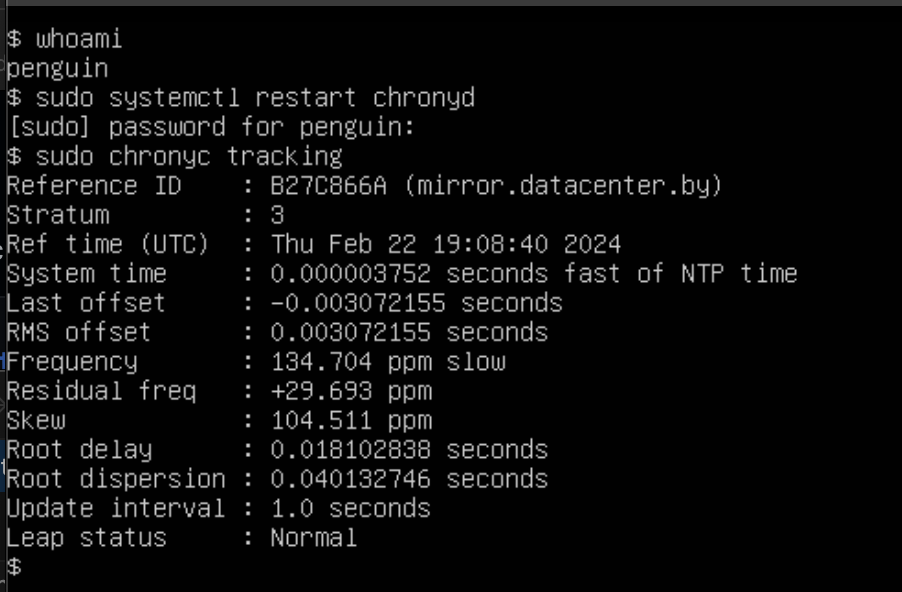 $ whoami
penguin
$ sudo systemctl restart chronyd
[sudo] password for penguin:
$ sudo chronyc tracking
Reference ID    : B27C866A (mirror.datacenter.by)
Stratum         : 3
Ref time (UTC)  : Thu Feb 22 19:08:40 2024
System time     : 0.000003752 seconds fast of NTP time
Last offset     : -0.003072155 seconds
RMS offset      : 0.003072155 seconds
Frequency       : 134.704 ppm slow
Residual freq   : +29.693 ppm
Skew            : 104.511 ppm
Root delay      : 0.018102838 seconds
Root dispersion : 0.040132746 seconds
Update interval : 1.0 seconds
Leap status     : Normal
$